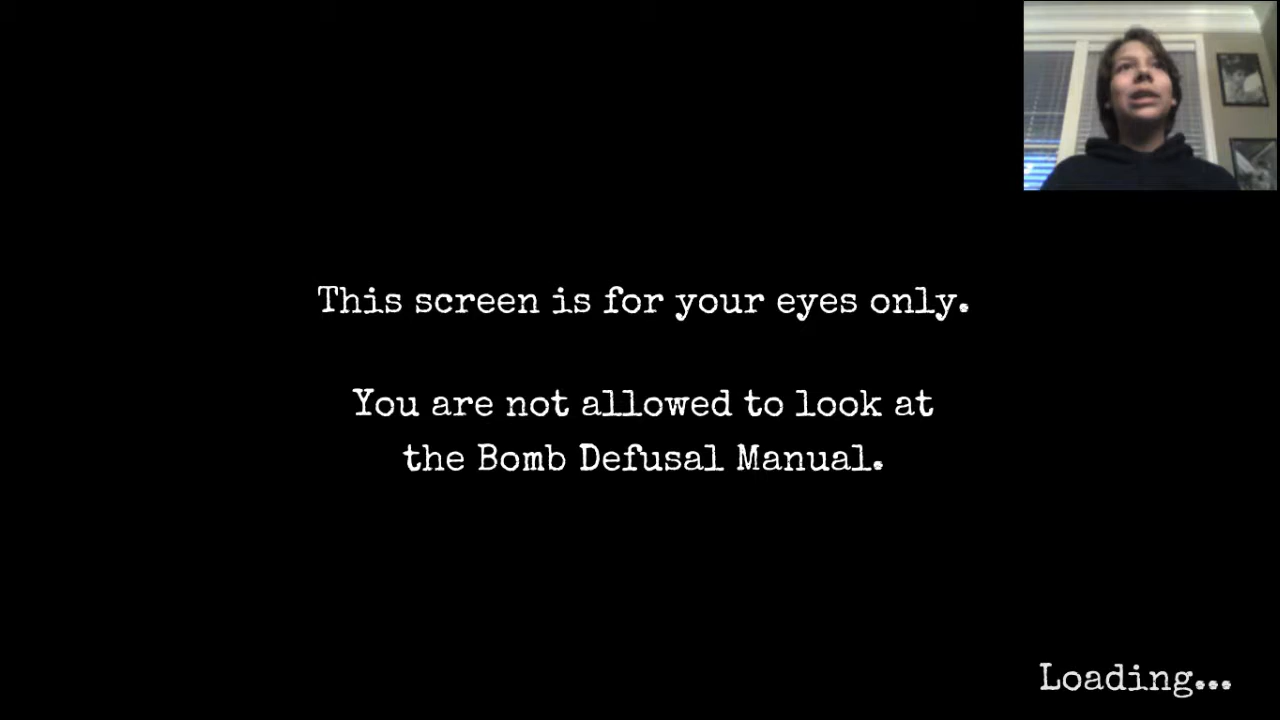 This screen is for your eyes only.
You are not allowed to look at
the Bomb Defusal Manual.
Loading...